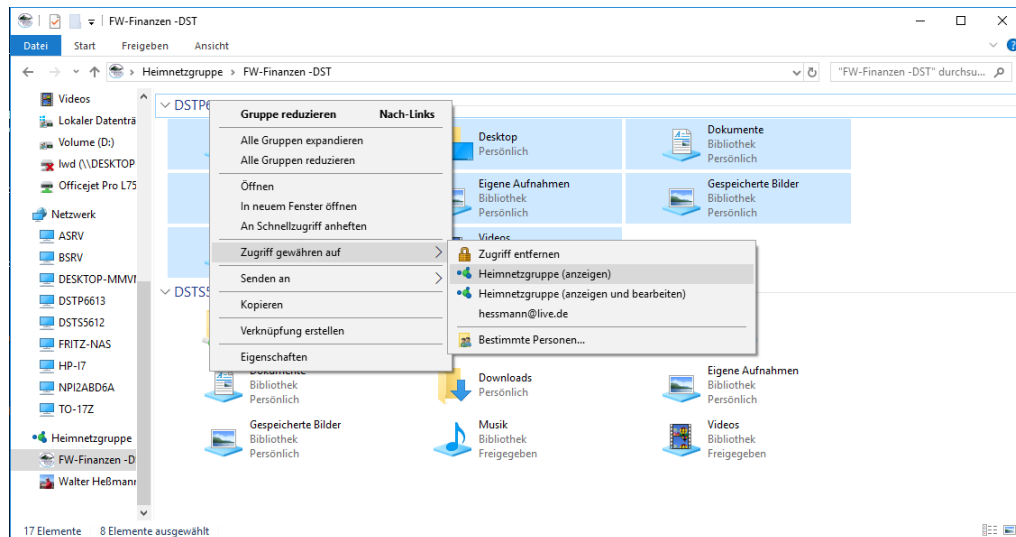 FW-Finanzen -DST
Datei Start Freigeben Ansicht
Heimnetzgruppe > FW-Finanzen -DST
"FW-Finanzen -DST" durchsu...
Videos
Lokaler Datenträ
Volume (D:)
lwd (\\DESKTOP
Officejet Pro L75
Netzwerk
ASRV
BSRV
DESKTOP-MMVI
DSTP6613
DSTS5612
FRITZ-NAS
HP-I7
NPI2ABD6A
TO-17Z
Heimnetzgruppe
FW-Finanzen -D
Walter Heßmann
DSTP6
Gruppe reduzieren Nach-Links
Alle Gruppen expandieren
Alle Gruppen reduzieren
Öffnen
In neuem Fenster öffnen
An Schnellzugriff anheften
Zugriff gewähren auf
Senden an
Kopieren
Verknüpfung erstellen
Eigenschaften
Desktop
Persönlich
Dokumente
Bibliothek
Persönlich
Eigene Aufnahmen
Bibliothek
Persönlich
Gespeicherte Bilder
Bibliothek
Persönlich
Videos
Zugriff entfernen
Heimnetzgruppe (anzeigen)
Heimnetzgruppe (anzeigen und bearbeiten)
hessmann@live.de
Bestimmte Personen...
DSTS5
Dokumente
Bibliothek
Persönlich
Downloads
Persönlich
Eigene Aufnahmen
Bibliothek
Persönlich
Gespeicherte Bilder
Bibliothek
Persönlich
Musik
Bibliothek
Freigegeben
Videos
Bibliothek
Freigegeben
17 Elemente 8 Elemente ausgewählt